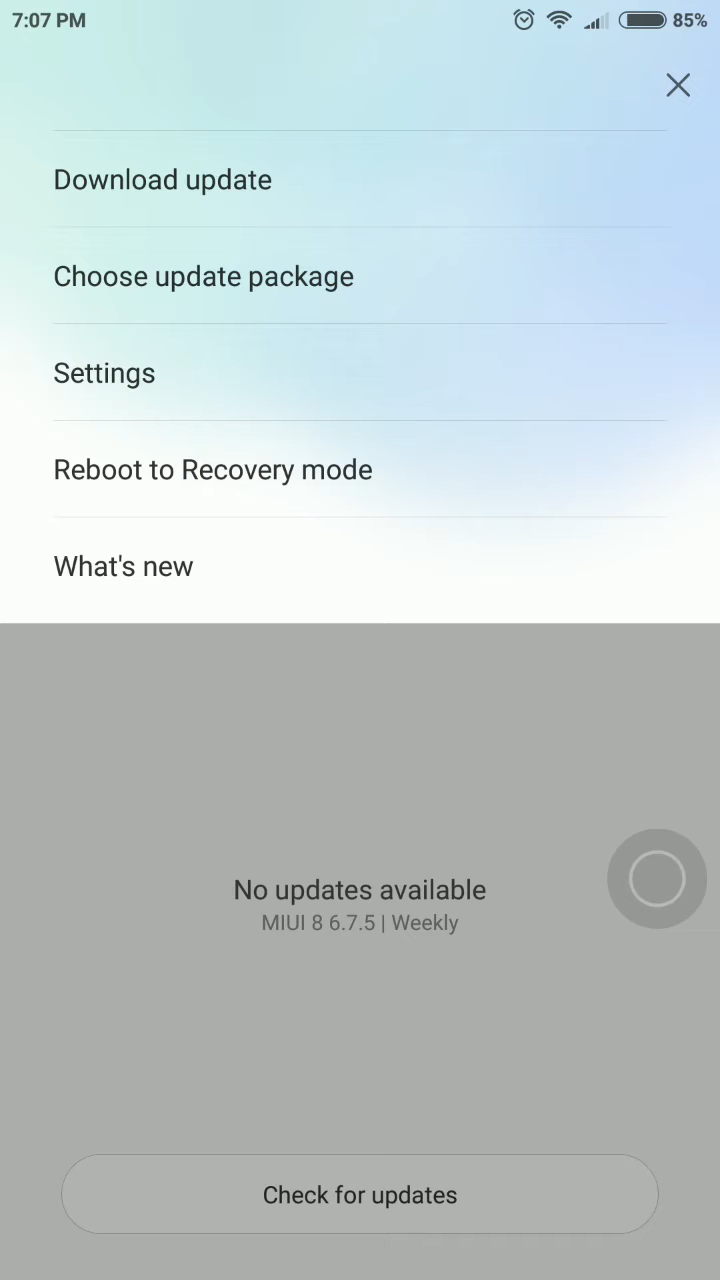 7:07 PM 85%
Download update
Choose update package
Settings
Reboot to Recovery mode
What's new
No updates available
MIUI 8 6.7.5 | Weekly
Check for updates